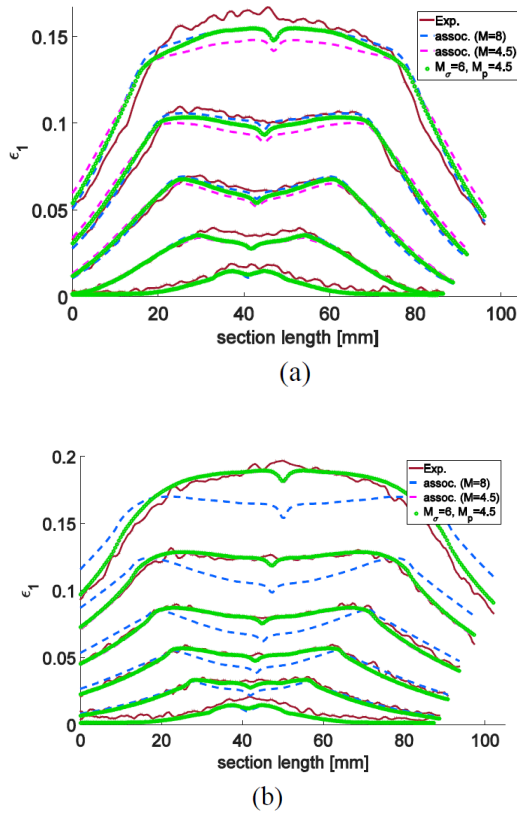 0.15
0.1
0.05
0
ϵ1
Exp.
assoc. (M=8)
assoc. (M=4.5)
Mσ=6, Mp=4.5
0 20 40 60 80 100
section length [mm]
(a)
0.2
0.15
0.1
0.05
0
ϵ1
Exp.
assoc. (M=8)
assoc. (M=4.5)
Mσ=6, Mp=4.5
0 20 40 60 80 100
section length [mm]
(b)